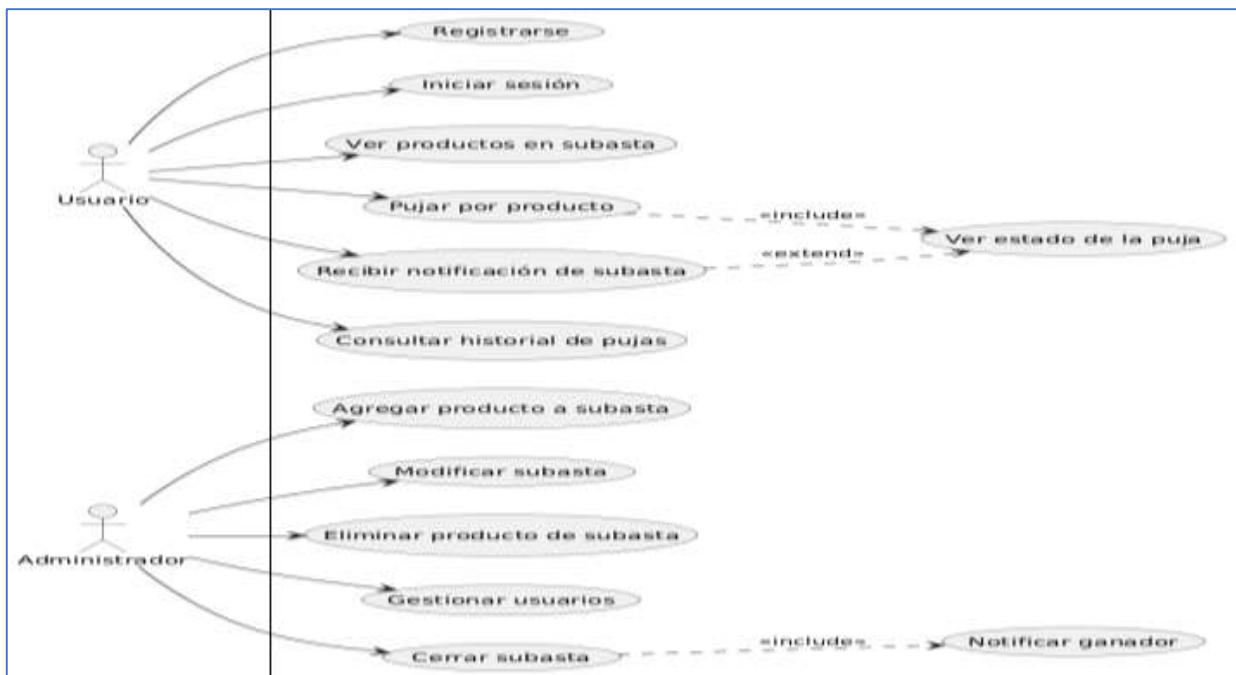 Registrarse
Iniciar sesión
Ver productos en subasta
Usuario
Pujar por producto
«include»
Ver estado de la puja
«extend»
Recibir notificación de subasta
Consultar historial de pujas
Agregar producto a subasta
Modificar subasta
Eliminar producto de subasta
Administrador
Gestionar usuarios
«include»
Notificar ganador
Cerrar subasta